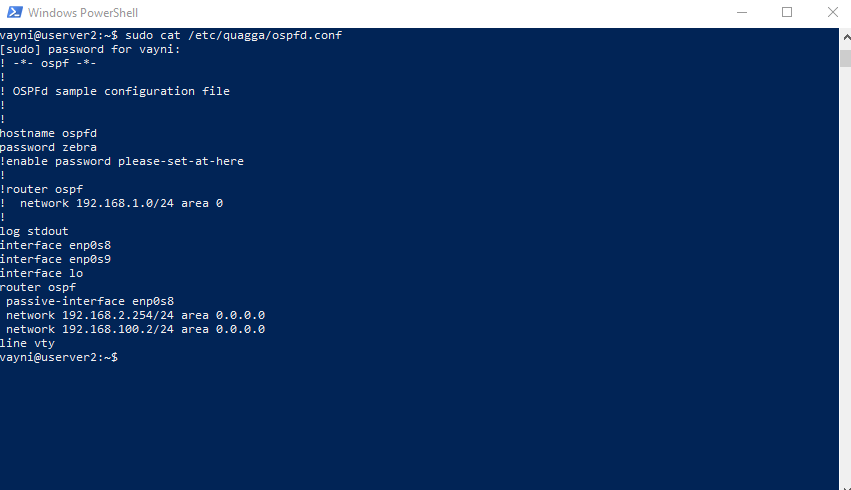 Windows PowerShell
vayni@userver2:~$ sudo cat /etc/quagga/ospfd.conf
[sudo] password for vayni:
! -*- ospf -*-
!
! OSPFd sample configuration file
!
!
hostname ospfd
password zebra
!enable password please-set-at-here
!
!router ospf
!  network 192.168.1.0/24 area 0
!
log stdout
interface enp0s8
interface enp0s9
interface lo
router ospf
 passive-interface enp0s8
 network 192.168.2.254/24 area 0.0.0.0
 network 192.168.100.2/24 area 0.0.0.0
line vty
vayni@userver2:~$